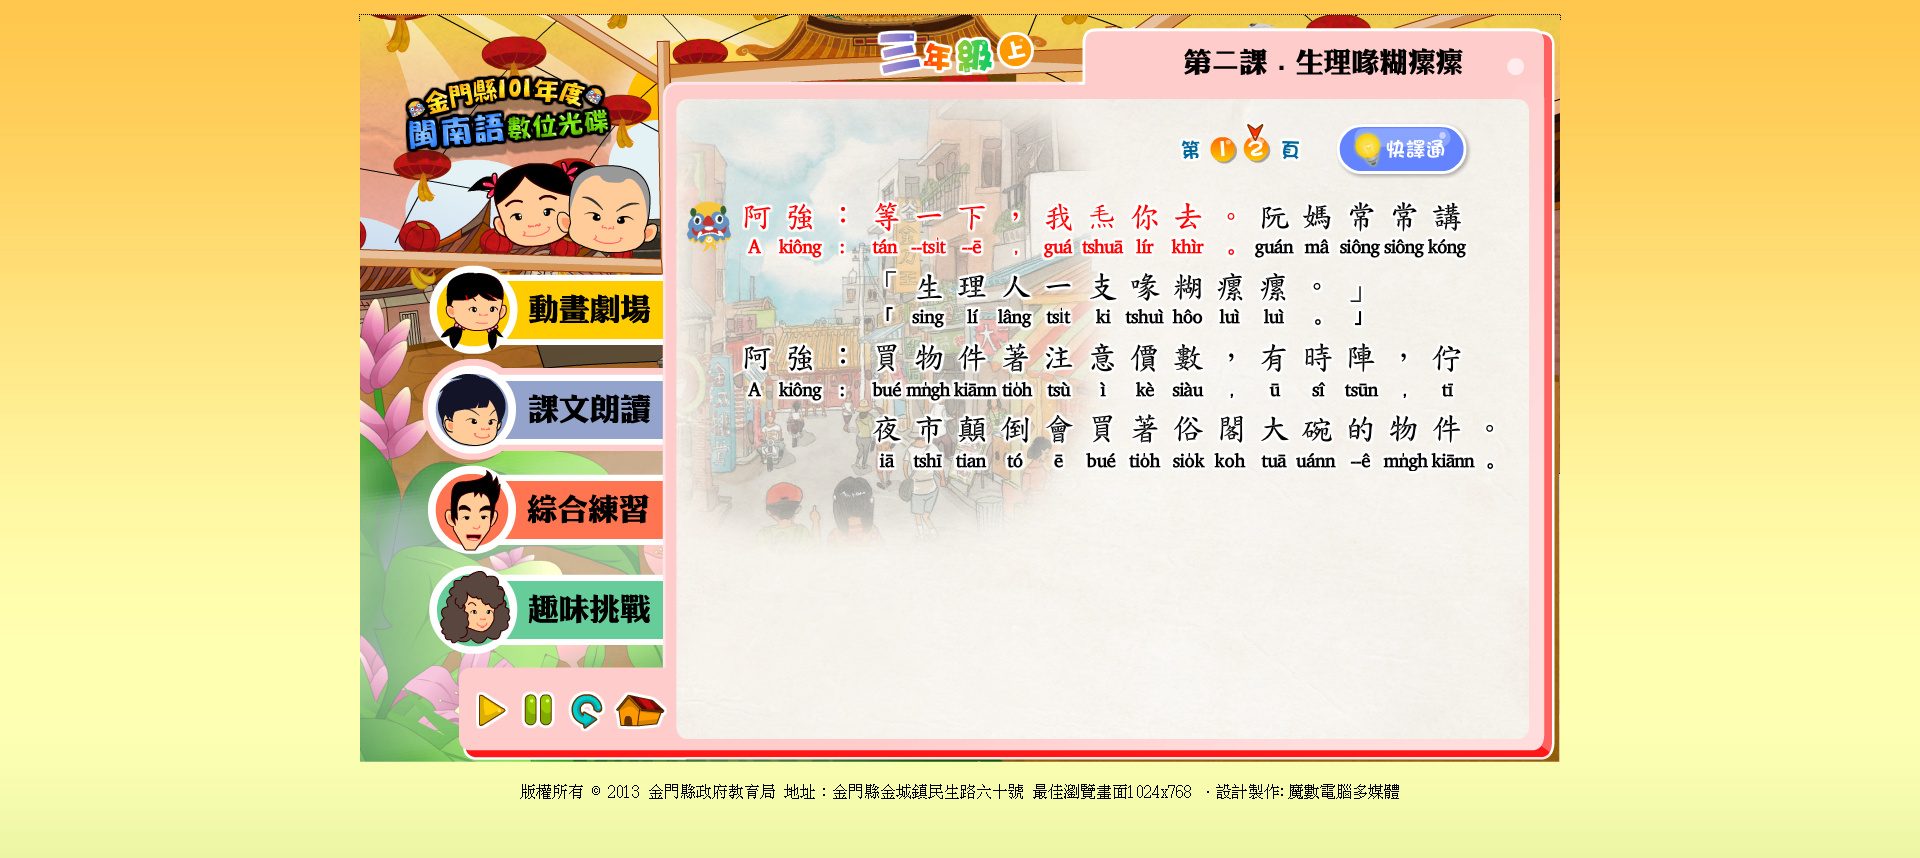 三年級 上
第二課．生理喙糊瘰瘰
金門縣101年度
閩南語數位光碟
第 1 2 頁
快譯通
阿強：等一下，我𤆬你去。阮媽常常講
A kiông : tán --tsi̍t --ē , guá tshuā lír khìr 。 guán mâ siông siông kóng
「生理人一支喙糊瘰瘰。」
「 sing lí lâng tsi̍t ki tshuì hôo luì luì 。 」
阿強：買物件著注意價數，有時陣，佇
A kiông : bué mn̍gh kiānn tio̍h tsù ì kè siàu , ū sî tsūn , tī
夜市顛倒會買著俗閣大碗的物件。
iā tshī tian tó ē bué tio̍h sio̍k koh tuā uánn --ê mn̍gh kiānn 。
動畫劇場
課文朗讀
綜合練習
趣味挑戰
版權所有 © 2013 金門縣政府教育局 地址：金門縣金城鎮民生路六十號 最佳瀏覽畫面1024x768 ．設計製作: 魔數電腦多媒體